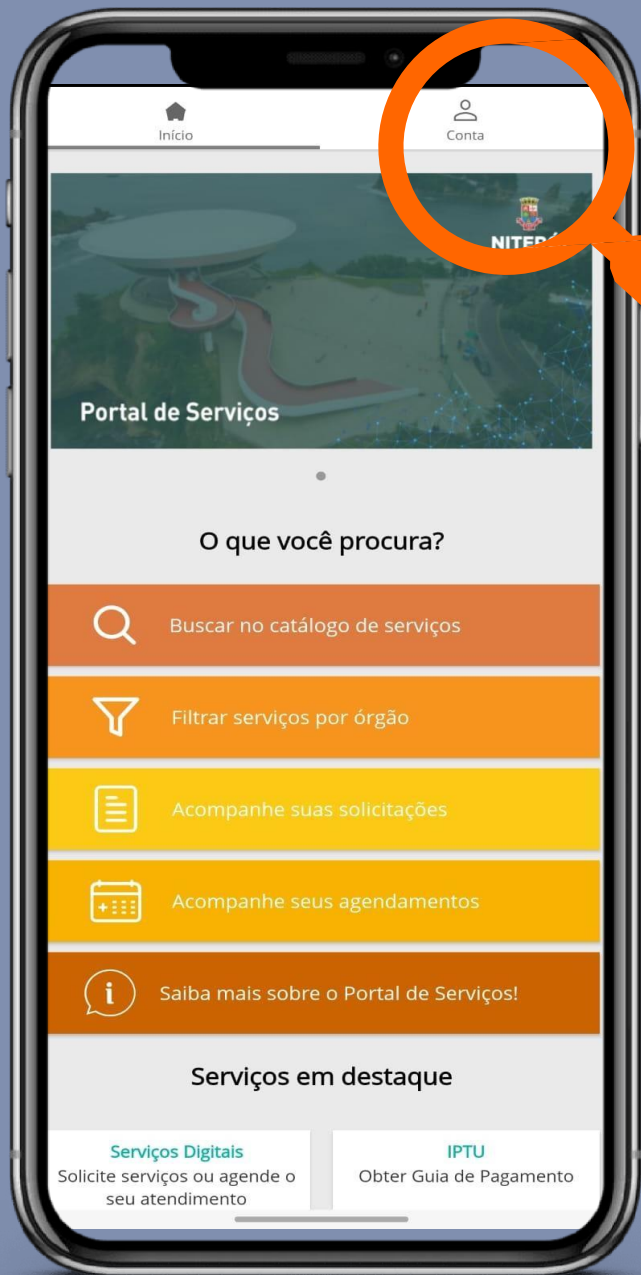 Início
Conta
Portal de Serviços
O que você procura?
Buscar no catálogo de serviços
Filtrar serviços por órgão
Acompanhe suas solicitações
Acompanhe seus agendamentos
Saiba mais sobre o Portal de Serviços!
Serviços em destaque
Serviços Digitais
Solicite serviços ou agende o
seu atendimento
IPTU
Obter Guia de Pagamento